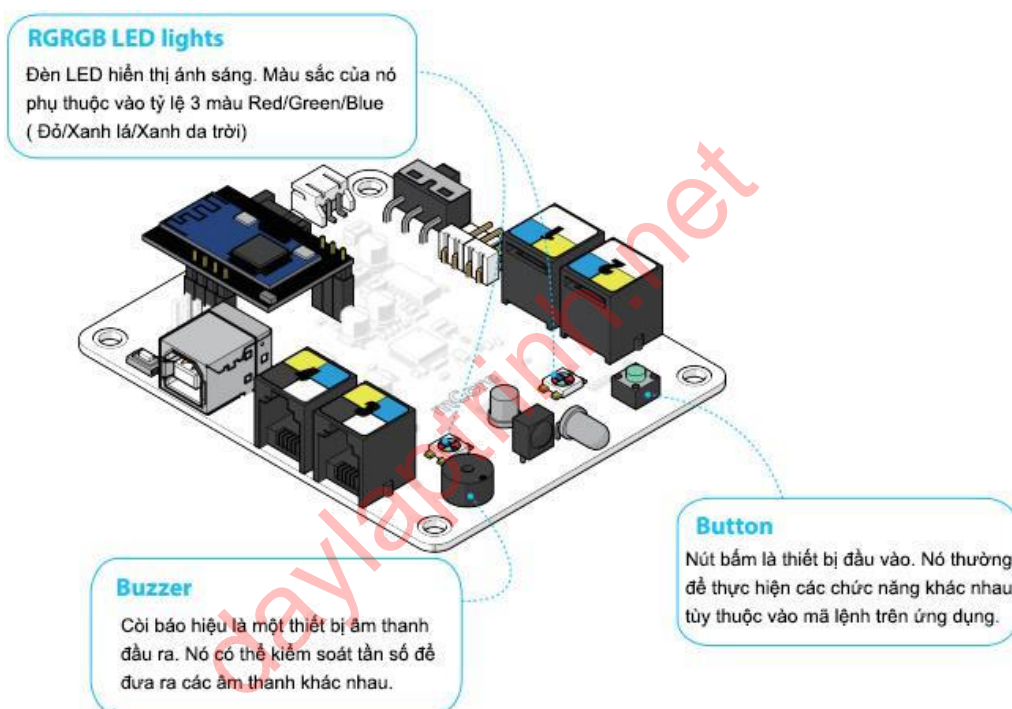 RGRGB LED lights
Đèn LED hiển thị ánh sáng. Màu sắc của nó
phụ thuộc vào tỷ lệ 3 màu Red/Green/Blue
( Đỏ/Xanh lá/Xanh da trời)
1
2
mCore
Button
Nút bấm là thiết bị đầu vào. Nó thường
để thực hiện các chức năng khác nhau
tùy thuộc vào mã lệnh trên ứng dụng.
Buzzer
Còi báo hiệu là một thiết bị âm thanh
đầu ra. Nó có thể kiểm soát tần số để
đưa ra các âm thanh khác nhau.
daylaptrinh.net